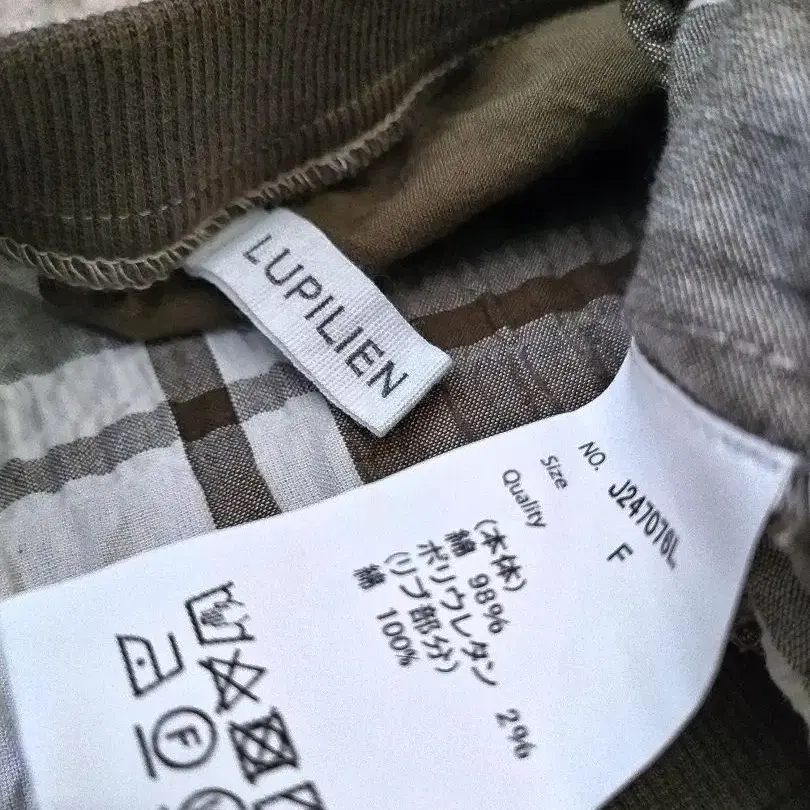 LUPILIEN
NO. J247076L
Size F
Quality
(本体)
綿 98%
ポリウレタン 2%
(リブ部分)
綿 100%
F